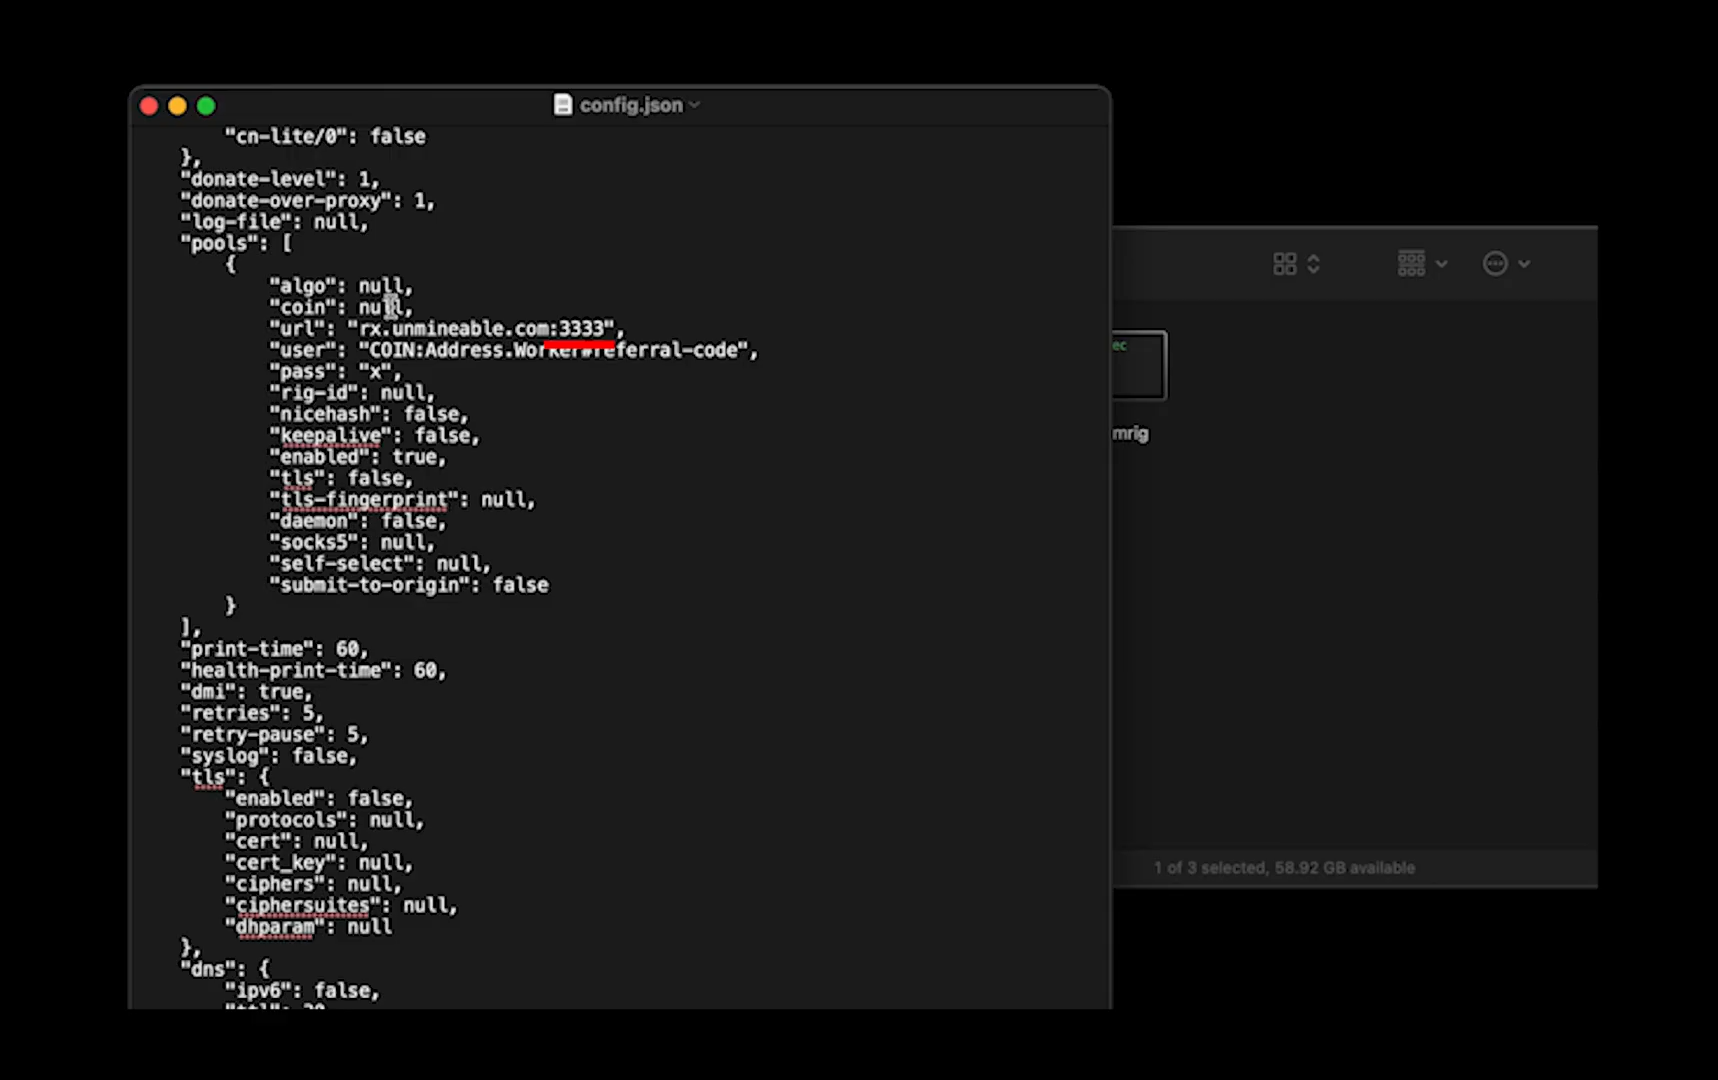 config.json
"cn-lite/0": false
},
"donate-level": 1,
"donate-over-proxy": 1,
"log-file": null,
"pools": [
{
"algo": null,
"coin": null,
"url": "rx.unmineable.com:3333",
"user": "COIN:Address.Worker#referral-code",
"pass": "x",
"rig-id": null,
"nicehash": false,
"keepalive": false,
"enabled": true,
"tls": false,
"tls-fingerprint": null,
"daemon": false,
"socks5": null,
"self-select": null,
"submit-to-origin": false
}
],
"print-time": 60,
"health-print-time": 60,
"dmi": true,
"retries": 5,
"retry-pause": 5,
"syslog": false,
"tls": {
"enabled": false,
"protocols": null,
"cert": null,
"cert_key": null,
"ciphers": null,
"ciphersuites": null,
"dhparam": null
},
"dns": {
"ipv6": false,
ec
mrig
1 of 3 selected, 58.92 GB available